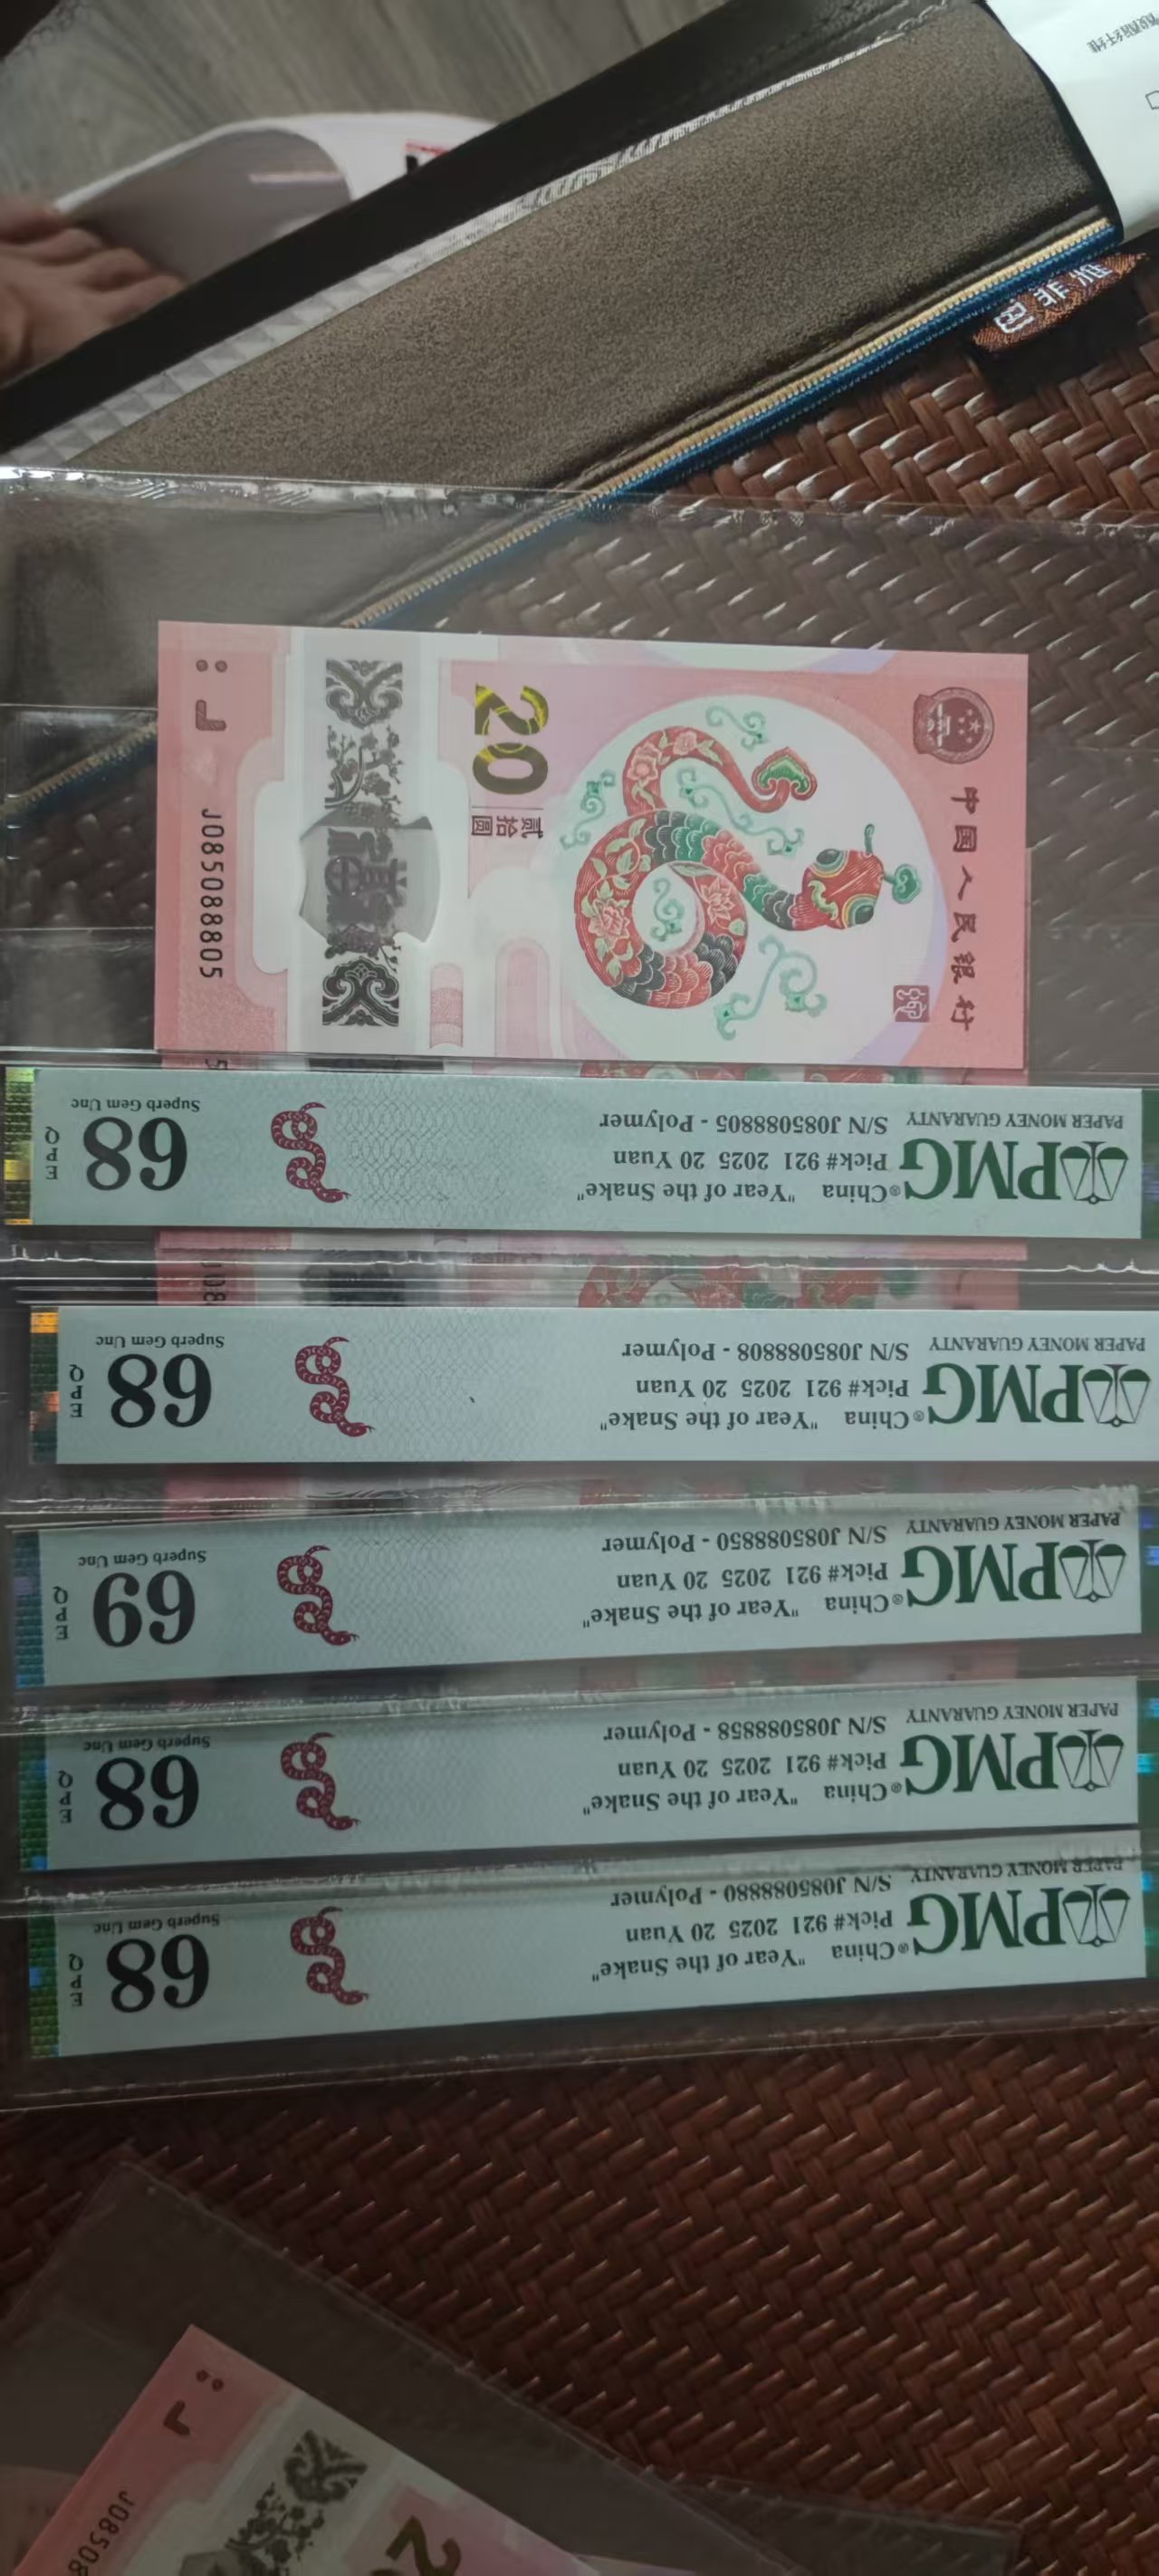 中国人民银行
20
贰拾圆
J085088805
PMG®
PAPER MONEY GUARANTY
China "Year of the Snake"
Pick# 921 2025 20 Yuan
S/N J085088805 - Polymer
68
EPQ
Superb Gem Unc
PMG®
PAPER MONEY GUARANTY
China "Year of the Snake"
Pick# 921 2025 20 Yuan
S/N J085088808 - Polymer
68
EPQ
Superb Gem Unc
PMG®
PAPER MONEY GUARANTY
China "Year of the Snake"
Pick# 921 2025 20 Yuan
S/N J085088850 - Polymer
69
EPQ
Superb Gem Unc
PMG®
PAPER MONEY GUARANTY
China "Year of the Snake"
Pick# 921 2025 20 Yuan
S/N J085088858 - Polymer
68
EPQ
Superb Gem Unc
PMG®
PAPER MONEY GUARANTY
China "Year of the Snake"
Pick# 921 2025 20 Yuan
S/N J085088880 - Polymer
68
EPQ
Superb Gem Unc
J08508
2